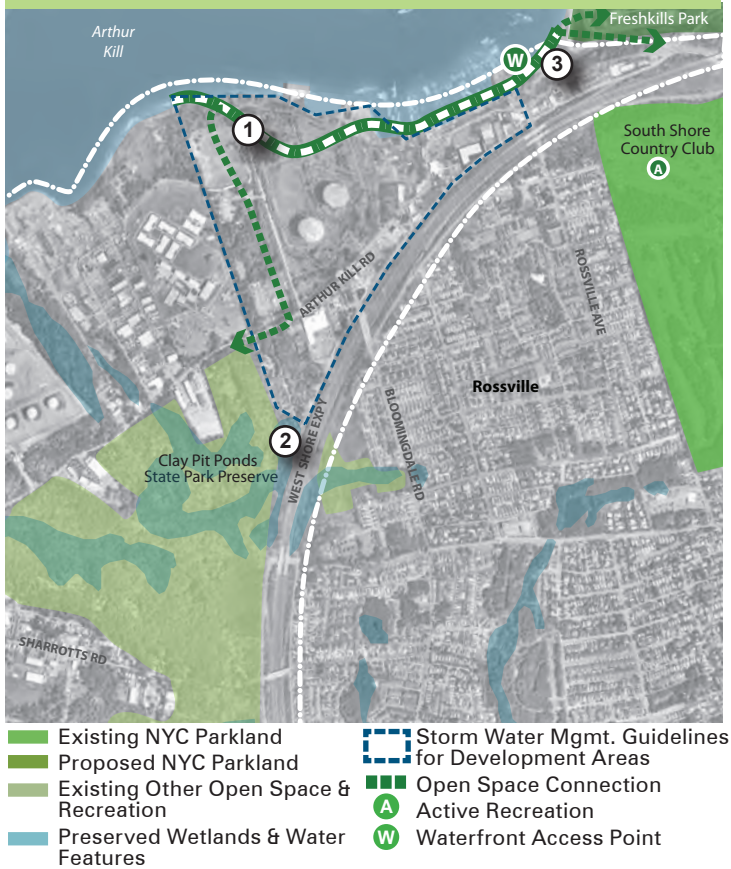 Freshkills Park
Arthur
Kill
W
3
1
South Shore
Country Club
A
ARTHUR KILL RD
ROSSVILLE AVE
Rossville
BLOOMINGDALE RD
WEST SHORE EXPY
2
Clay Pit Ponds
State Park Preserve
SHARROTTS RD
Existing NYC Parkland
Proposed NYC Parkland
Existing Other Open Space &
Recreation
Preserved Wetlands & Water
Features
Storm Water Mgmt. Guidelines
for Development Areas
Open Space Connection
A Active Recreation
W Waterfront Access Point